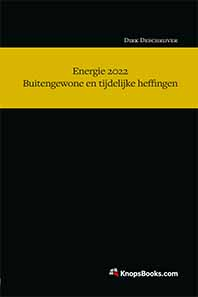 Dirk Deschrijver
Energie 2022
Buitengewone en tijdelijke heffingen
KnopsBooks.com